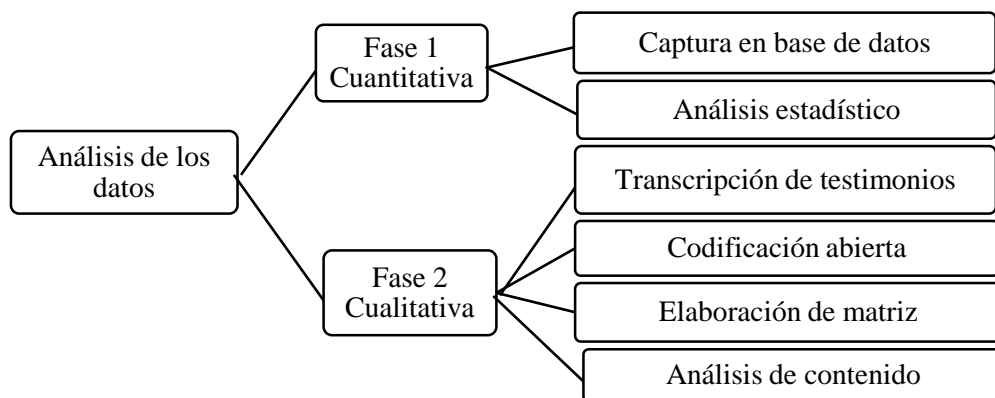 Análisis de los
datos
Fase 1
Cuantitativa
Captura en base de datos
Análisis estadístico
Fase 2
Cualitativa
Transcripción de testimonios
Codificación abierta
Elaboración de matriz
Análisis de contenido